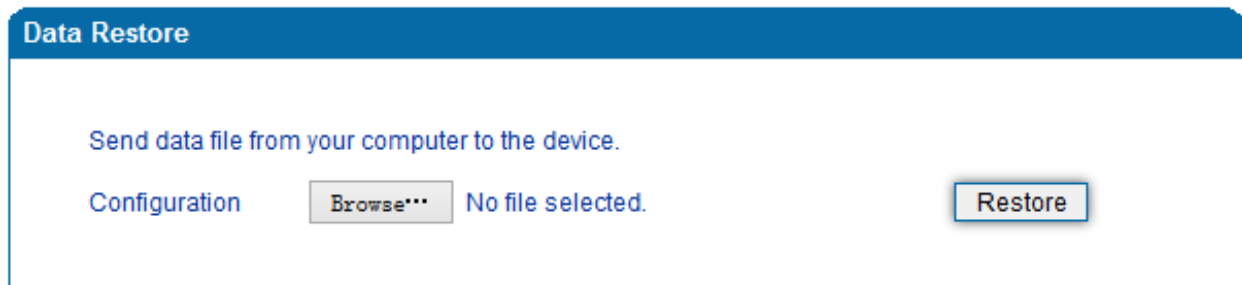 Data Restore
Send data file from your computer to the device.
Configuration Browse··· No file selected. Restore